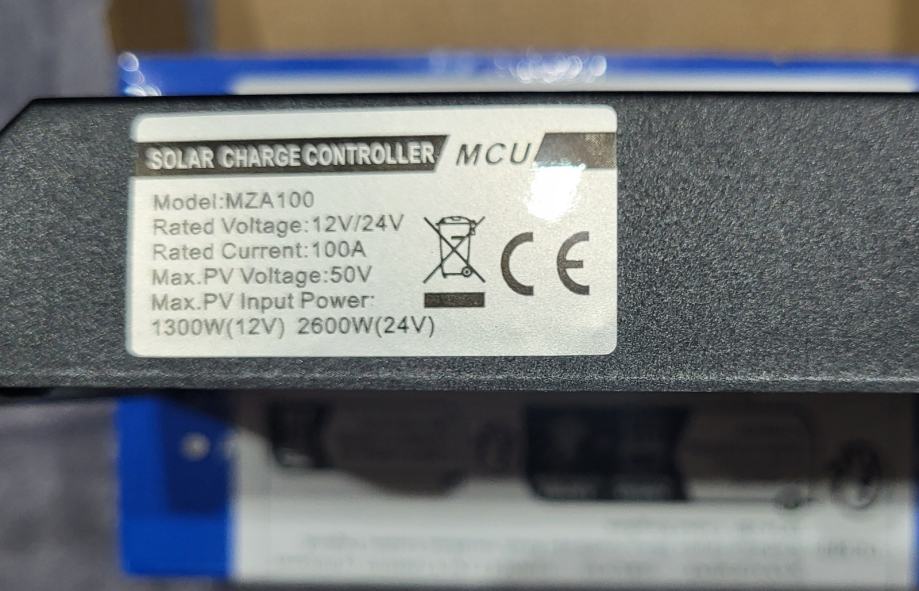 SOLAR CHARGE CONTROLLER MCU
Model:MZA100
Rated Voltage:12V/24V
Rated Current:100A
Max.PV Voltage:50V
Max.PV Input Power:
1300W(12V) 2600W(24V)
CE